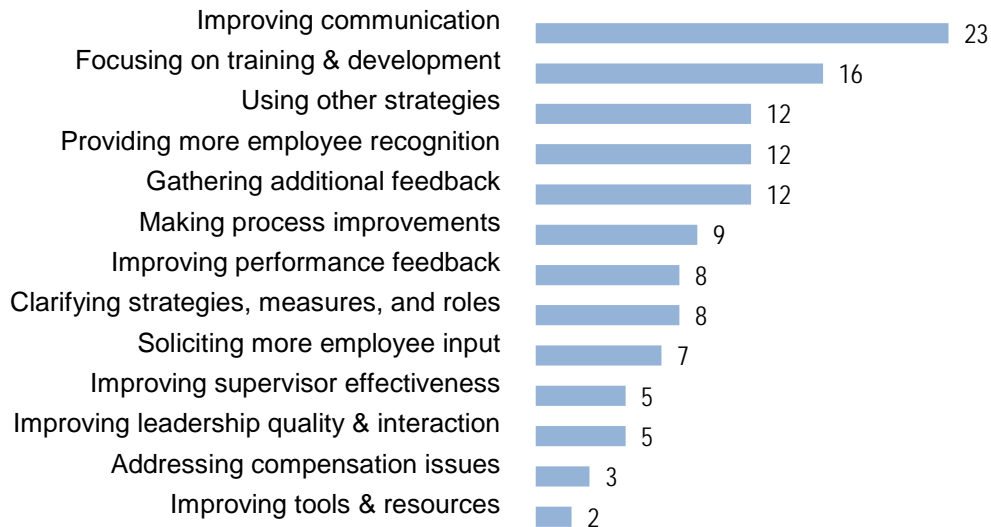 Improving communication 23
Focusing on training & development 16
Using other strategies 12
Providing more employee recognition 12
Gathering additional feedback 12
Making process improvements 9
Improving performance feedback 8
Clarifying strategies, measures, and roles 8
Soliciting more employee input 7
Improving supervisor effectiveness 5
Improving leadership quality & interaction 5
Addressing compensation issues 3
Improving tools & resources 2